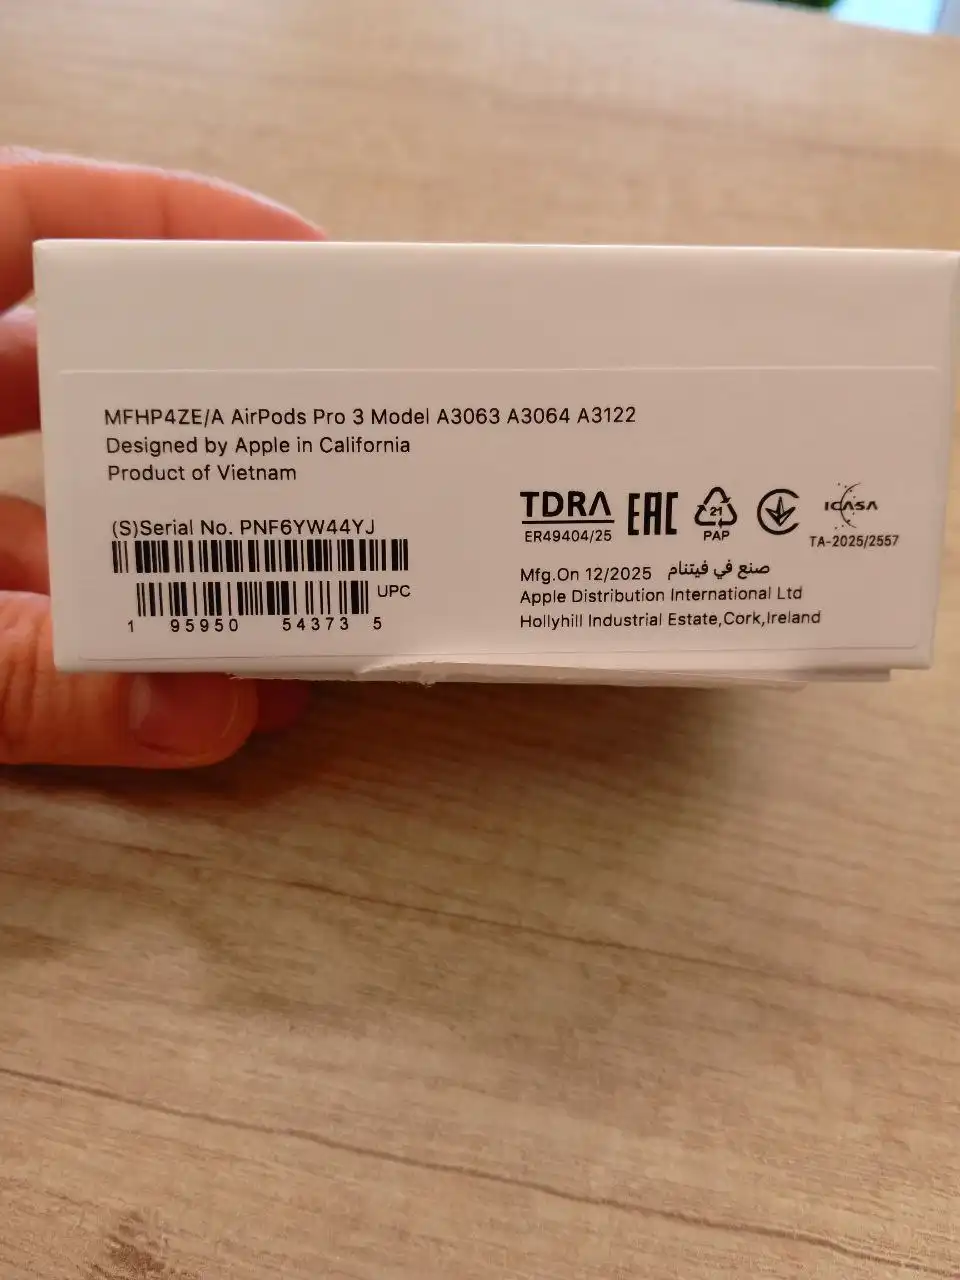 MFHP4ZE/A AirPods Pro 3 Model A3063 A3064 A3122
Designed by Apple in California
Product of Vietnam
(S)Serial No. PNF6YW44YJ
UPC
1 95950 54373 5
TDRA
ER49404/25
EAC
21
PAP
ICASA
TA-2025/2557
Mfg.On 12/2025 صنع في فيتنام
Apple Distribution International Ltd
Hollyhill Industrial Estate,Cork,Ireland